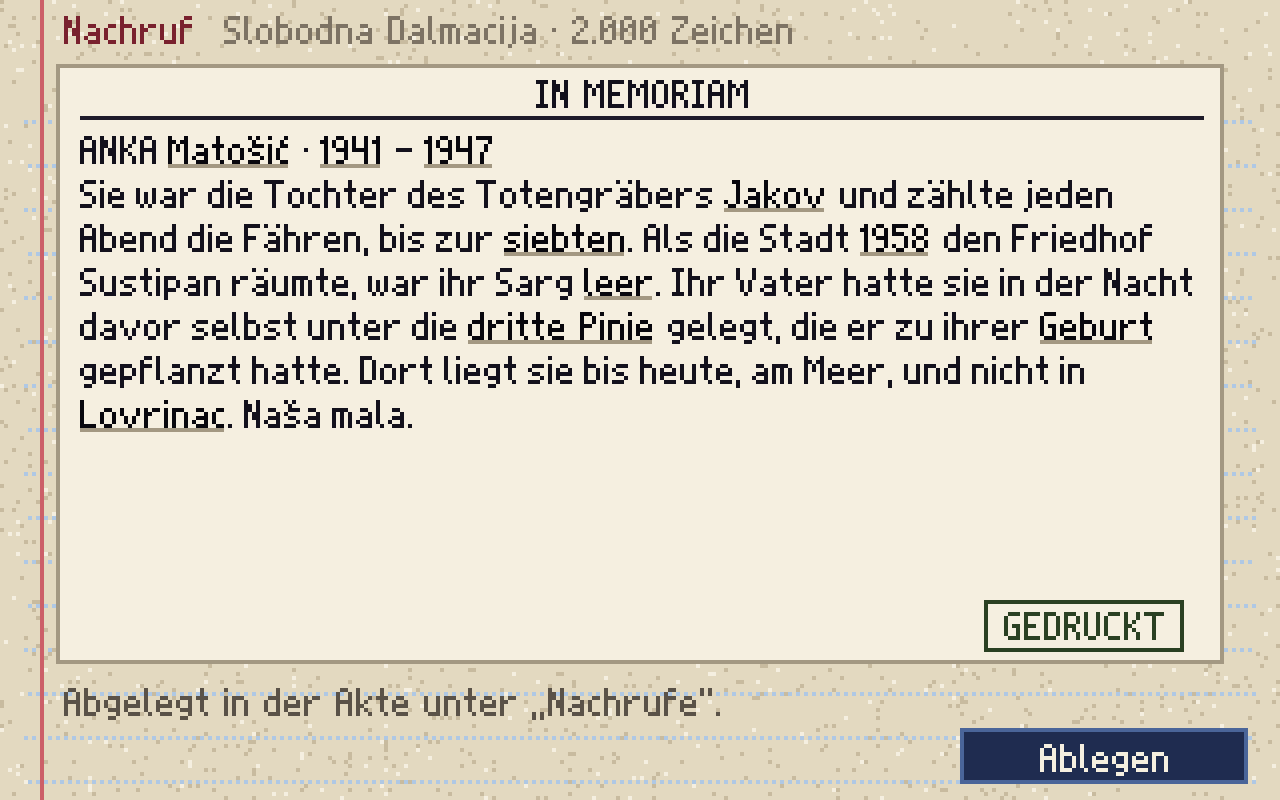 Nachruf Slobodna Dalmacija · 2.000 Zeichen
IN MEMORIAM
ANKA Matošić · 1941 – 1947
Sie war die Tochter des Totengräbers Jakov und zählte jeden
Abend die Fähren, bis zur siebten. Als die Stadt 1958 den Friedhof
Sustipan räumte, war ihr Sarg leer. Ihr Vater hatte sie in der Nacht
davor selbst unter die dritte Pinie gelegt, die er zu ihrer Geburt
gepflanzt hatte. Dort liegt sie bis heute, am Meer, und nicht in
Lovrinac. Naša mala.
GEDRUCKT
Abgelegt in der Akte unter „Nachrufe“.
Ablegen